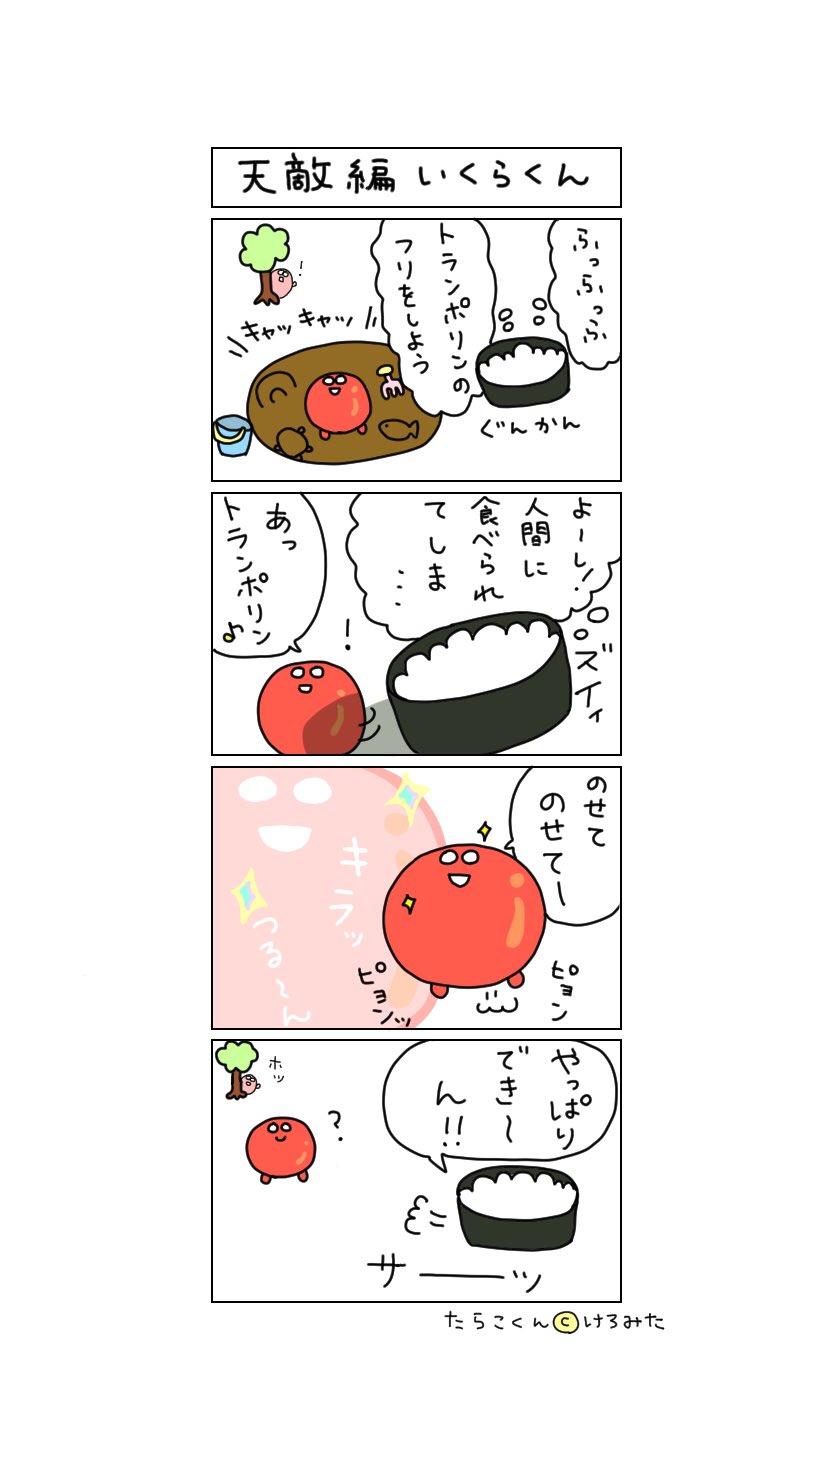 天敵編 いくらくん
ふっふっふ
トランポリンの
フリをしよう
!
キャッキャッ
ぐんかん
よーし!
人間に
食べられ
てしま
...
ズイィ
!
あっ
トランポリン♪
のせて
のせてー
キラッ
つる〜ん
ピョン
ピョンッ
やっぱり
でき〜
ん!!
ホッ
?
サーーッ
たらこくん©けろみた